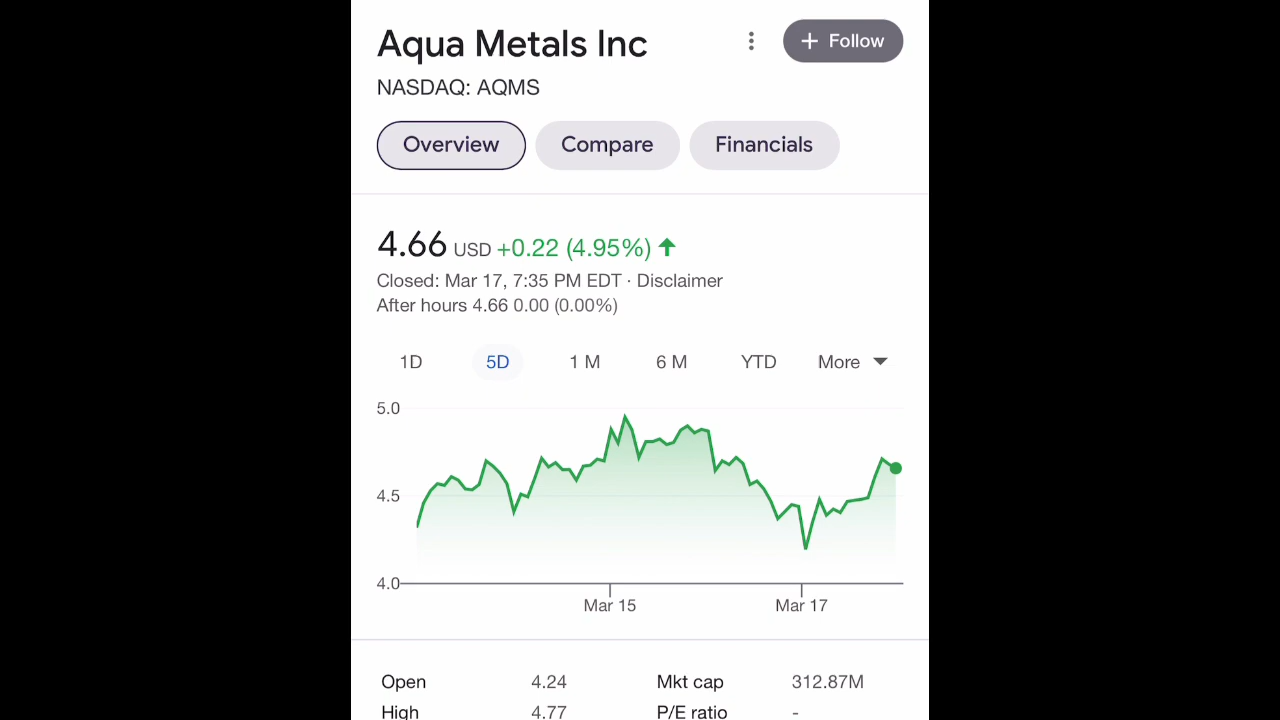 Aqua Metals Inc
+ Follow
NASDAQ: AQMS
Overview Compare Financials
4.66 USD +0.22 (4.95%)
Closed: Mar 17, 7:35 PM EDT · Disclaimer
After hours 4.66 0.00 (0.00%)
1D 5D 1 M 6 M YTD More
5.0
4.5
4.0
Mar 15 Mar 17
Open 4.24 Mkt cap 312.87M
High 4.77 P/E ratio -